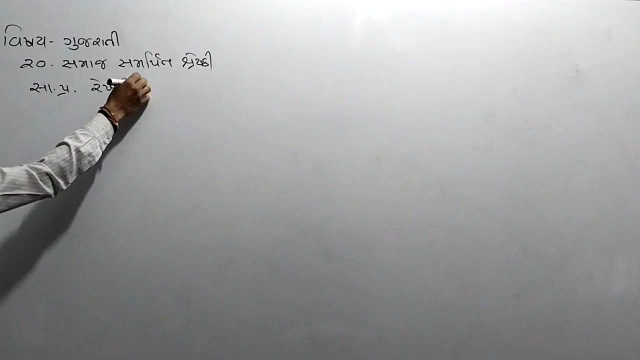 વિષય- ગુજરાતી
૨૦. સમાજ સમર્પિત શ્રેષ્ઠી
સા.પ્ર.